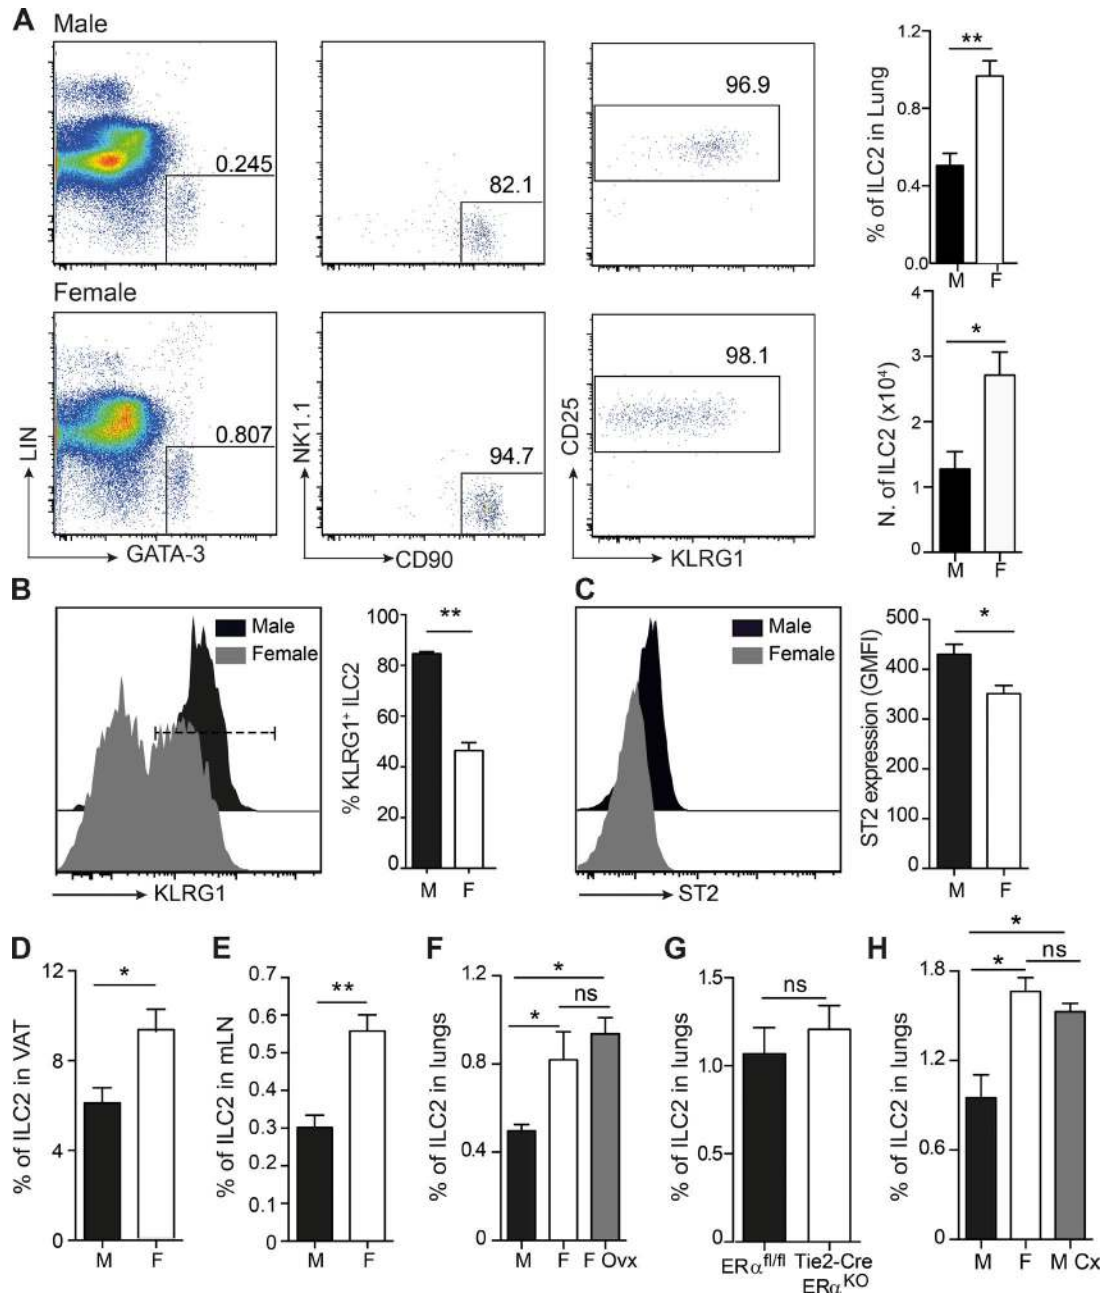 A
Male
0.245
82.1
96.9
% of ILC2 in Lung
1.2
0.8
0.4
0.0
**
M F
Female
0.807
94.7
98.1
LIN
GATA-3
NK1.1
CD90
CD25
KLRG1
N. of ILC2 (x10⁴)
4
3
2
1
0
*
M F
B
Male
Female
KLRG1
% KLRG1⁺ ILC2
100
80
60
40
20
0
**
M F
C
Male
Female
ST2
ST2 expression (GMFI)
500
400
300
200
100
0
*
M F
D
% of ILC2 in VAT
12
8
4
0
*
M F
E
% of ILC2 in mLN
0.7
0.6
0.5
0.4
0.3
0.2
0.1
0
**
M F
F
% of ILC2 in lungs
1.2
0.8
0.4
0
*
*
ns
M F F Ovx
G
% of ILC2 in lungs
1.5
1.0
1.5
0
ns
ERα^fl/fl Tie2-Cre
ERα^KO
H
% of ILC2 in lungs
1.8
1.2
0.6
0
*
*
ns
M F M Cx